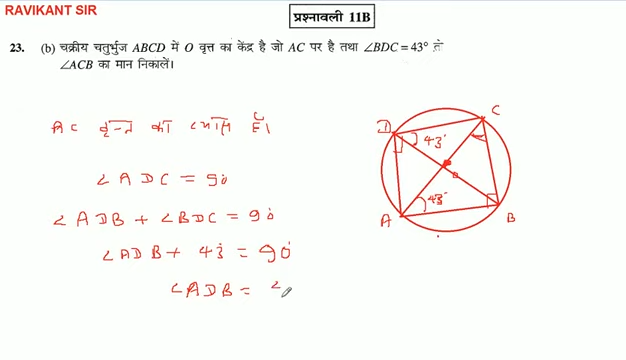 RAVIKANT SIR
प्रश्नावली 11B
23. (b) चक्रीय चतुर्भुज ABCD में O वृत्त का केंद्र है जो AC पर है तथा ∠BDC = 43° तो
∠ACB का मान निकालें।
AC वृत्त का व्यास है।
∠ADC = 90°
∠ADB + ∠BDC = 90°
∠ADB + 43° = 90°
∠ADB = 4
D
C
43°
43°
A
B